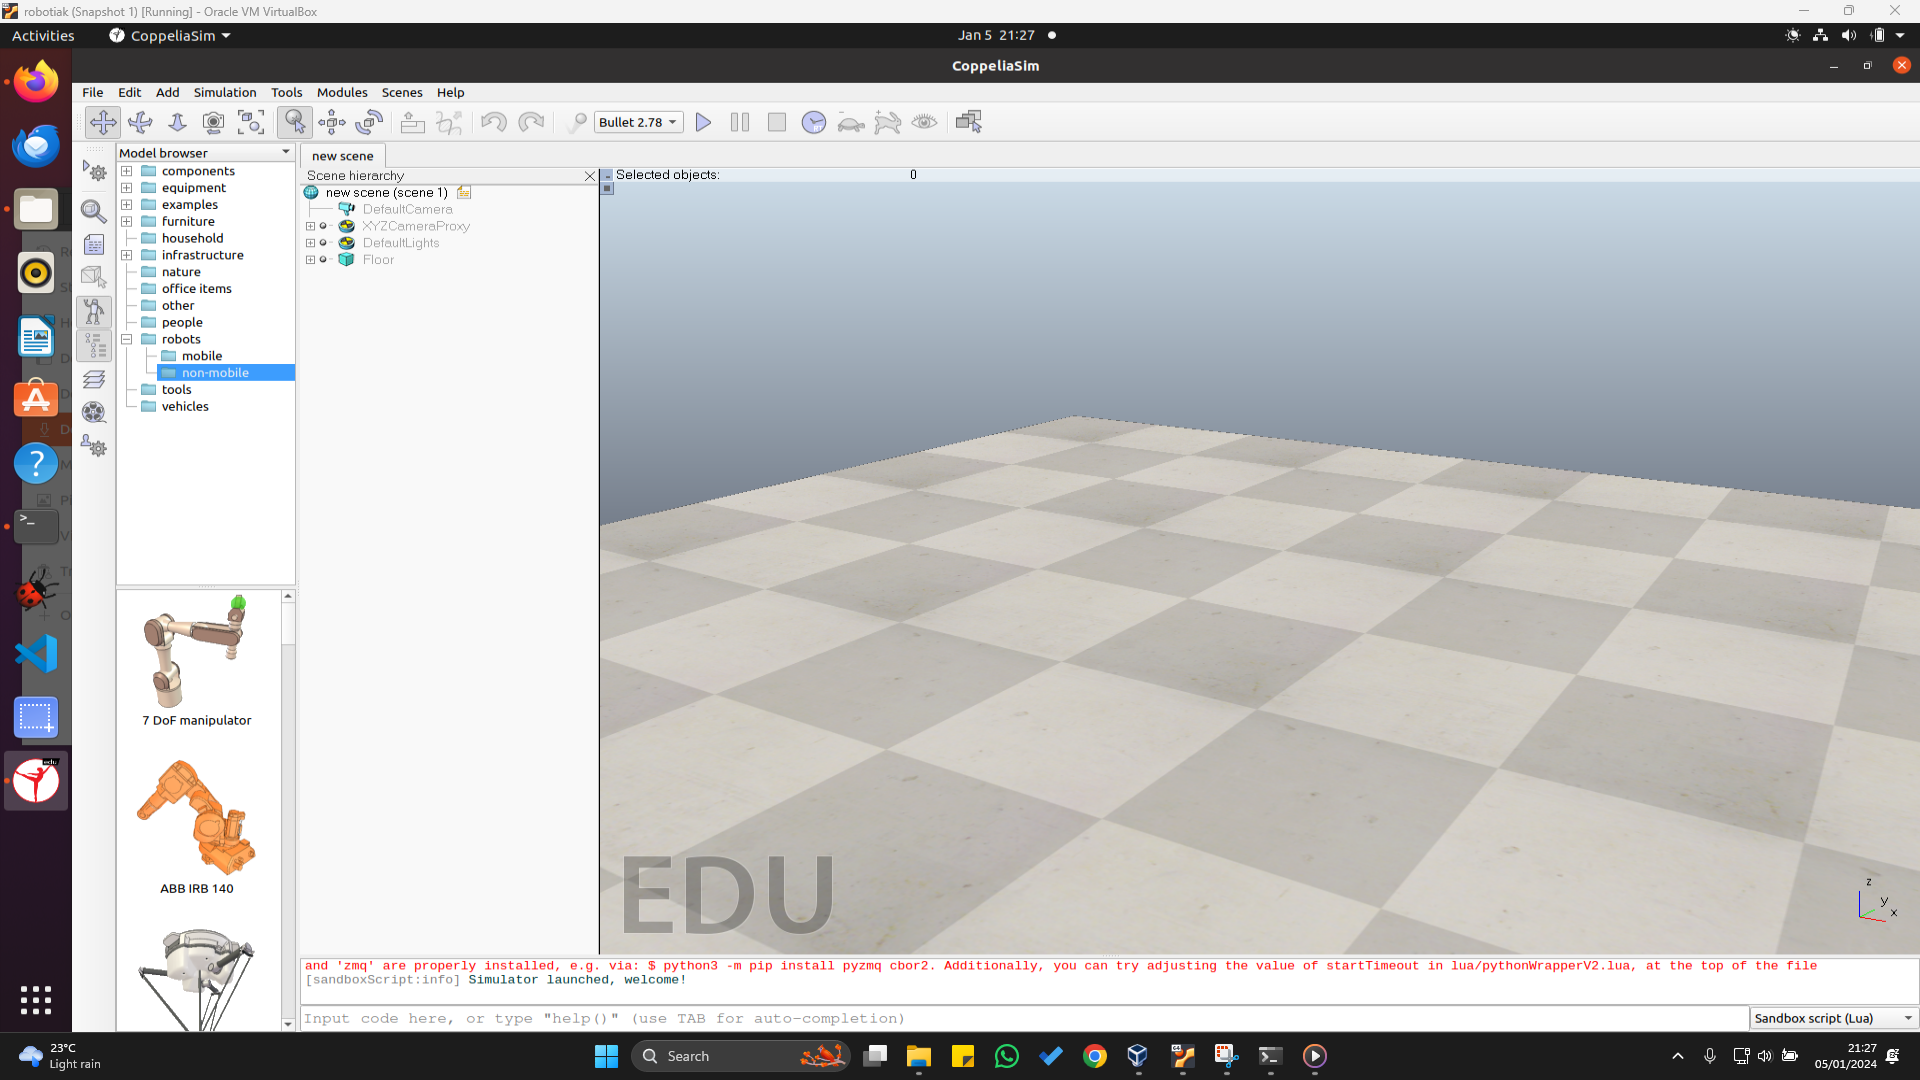 robotiak (Snapshot 1) [Running] - Oracle VM VirtualBox
Activities CoppeliaSim Jan 5 21:27
CoppeliaSim
File Edit Add Simulation Tools Modules Scenes Help
Bullet 2.78
Model browser
components
equipment
examples
furniture
household
infrastructure
nature
office items
other
people
robots
mobile
non-mobile
tools
vehicles
7 DoF manipulator
ABB IRB 140
new scene
Scene hierarchy
new scene (scene 1)
DefaultCamera
XYZCameraProxy
DefaultLights
Floor
Selected objects: 0
EDU
z
y
x
and 'zmq' are properly installed, e.g. via: $ python3 -m pip install pyzmq cbor2. Additionally, you can try adjusting the value of startTimeout in lua/pythonWrapperV2.lua, at the top of the file
[sandboxScript:info] Simulator launched, welcome!
Input code here, or type "help()" (use TAB for auto-completion)
Sandbox script (Lua)
23°C
Light rain
Search
21:27
05/01/2024